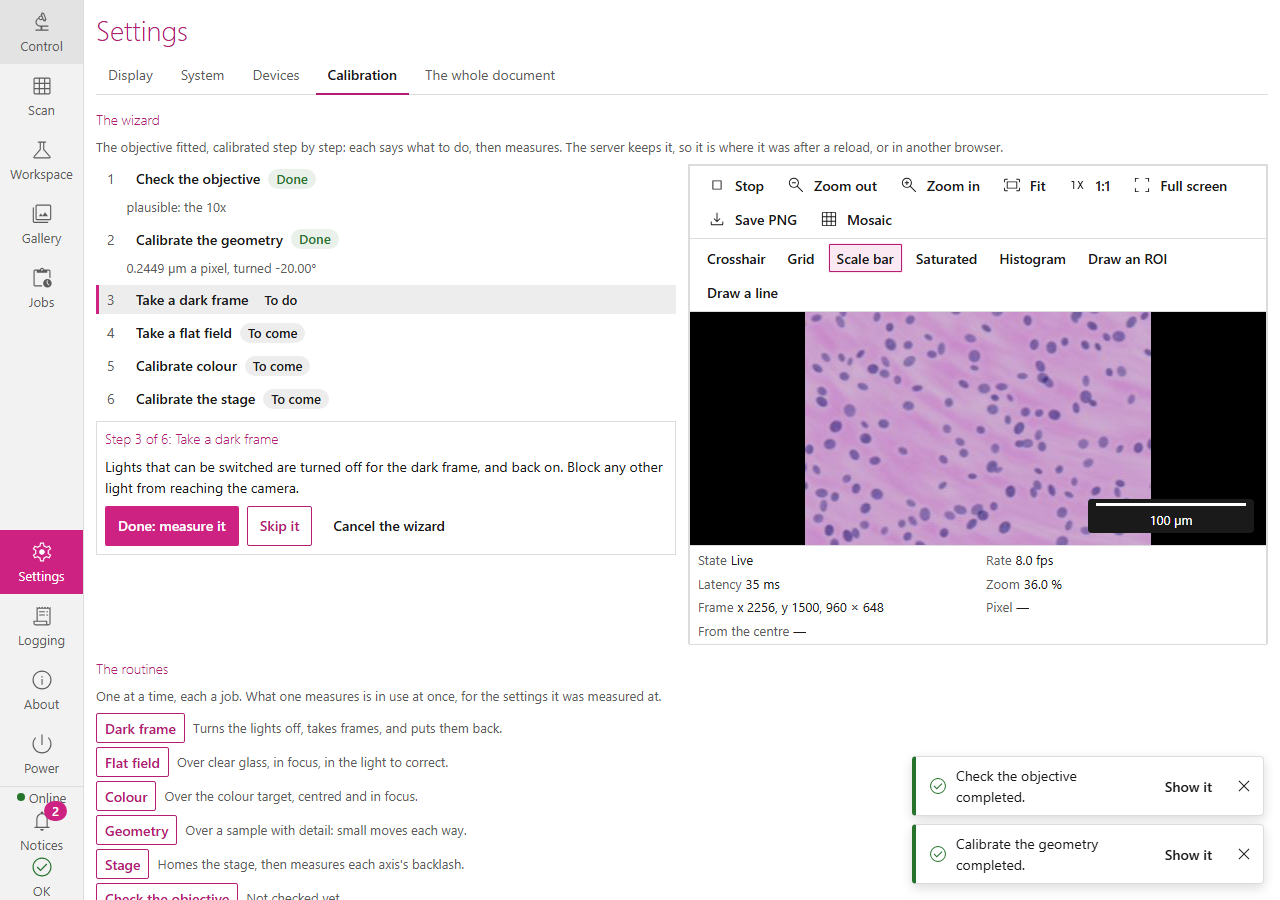 Control
Scan
Workspace
Gallery
Jobs
Settings
Logging
About
Power
Online
2
Notices
OK
Settings
Display System Devices Calibration The whole document
The wizard
The objective fitted, calibrated step by step: each says what to do, then measures. The server keeps it, so it is where it was after a reload, or in another browser.
1 Check the objective Done
plausible: the 10x
2 Calibrate the geometry Done
0.2449 µm a pixel, turned -20.00°
3 Take a dark frame To do
4 Take a flat field To come
5 Calibrate colour To come
6 Calibrate the stage To come
Step 3 of 6: Take a dark frame
Lights that can be switched are turned off for the dark frame, and back on. Block any other
light from reaching the camera.
Done: measure it Skip it Cancel the wizard
Stop Zoom out Zoom in Fit 1X 1:1 Full screen
Save PNG Mosaic
Crosshair Grid Scale bar Saturated Histogram Draw an ROI
Draw a line
100 µm
State Live Rate 8.0 fps
Latency 35 ms Zoom 36.0 %
Frame x 2256, y 1500, 960 × 648 Pixel —
From the centre —
The routines
One at a time, each a job. What one measures is in use at once, for the settings it was measured at.
Dark frame Turns the lights off, takes frames, and puts them back.
Flat field Over clear glass, in focus, in the light to correct.
Colour Over the colour target, centred and in focus.
Geometry Over a sample with detail: small moves each way.
Stage Homes the stage, then measures each axis's backlash.
Check the objective Not checked yet
Check the objective
completed.
Show it
Calibrate the geometry
completed.
Show it